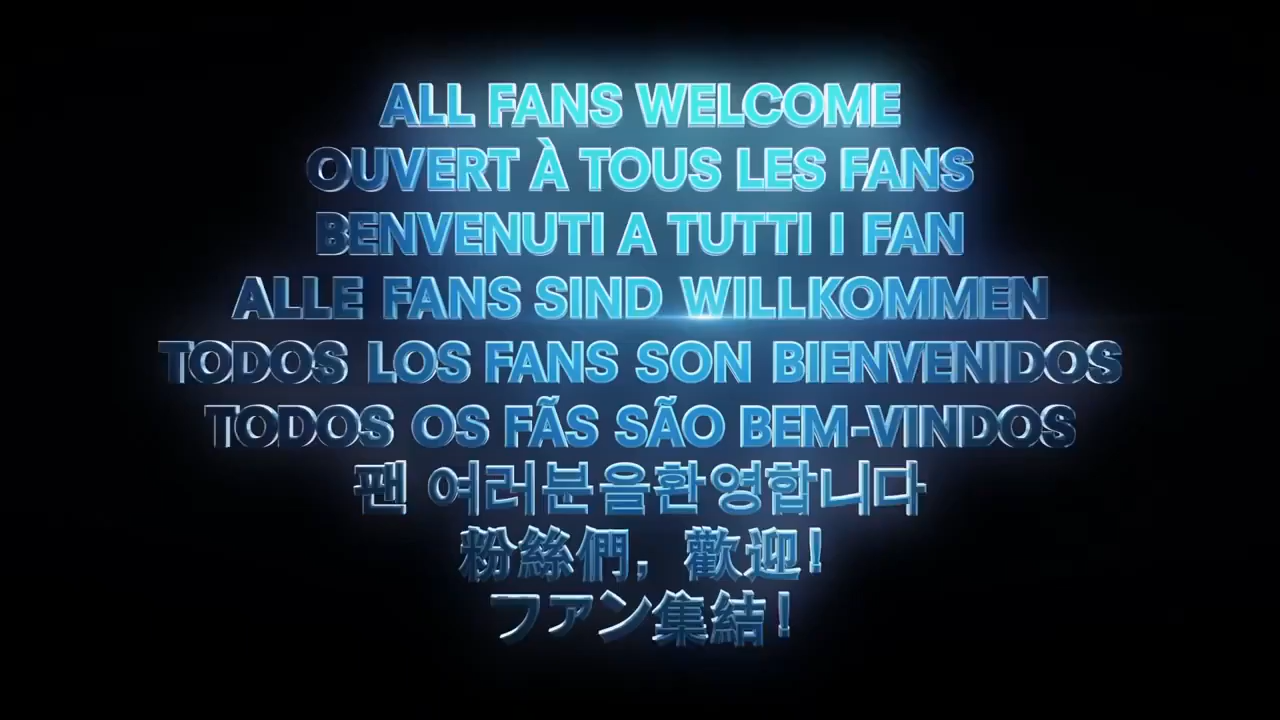 ALL FANS WELCOME
OUVERT À TOUS LES FANS
BENVENUTI A TUTTI I FAN
ALLE FANS SIND WILLKOMMEN
TODOS LOS FANS SON BIENVENIDOS
TODOS OS FÃS SÃO BEM-VINDOS
팬 여러분을환영합니다
粉絲們，歡迎！
ファン集結！